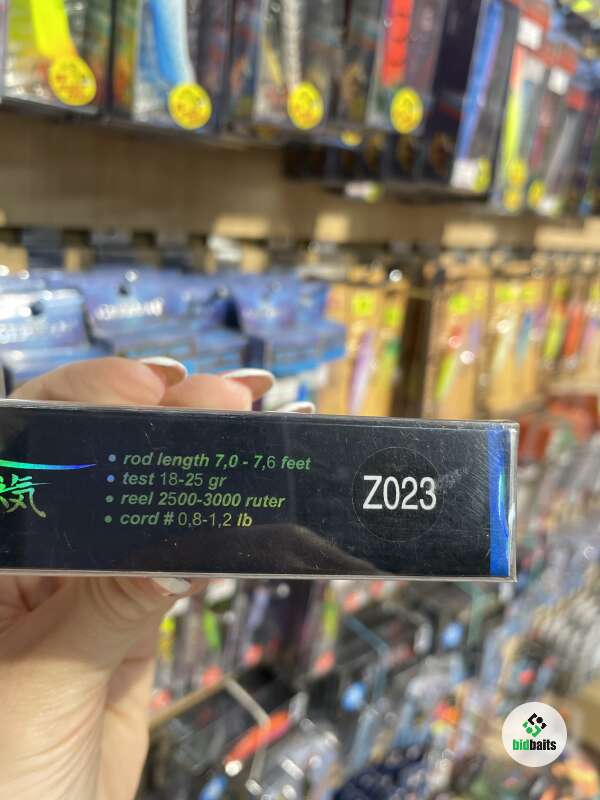 • rod length 7,0 - 7,6 feet
• test 18-25 gr
• reel 2500-3000 ruter
• cord # 0,8-1,2 lb
気
Z023
bidbaits